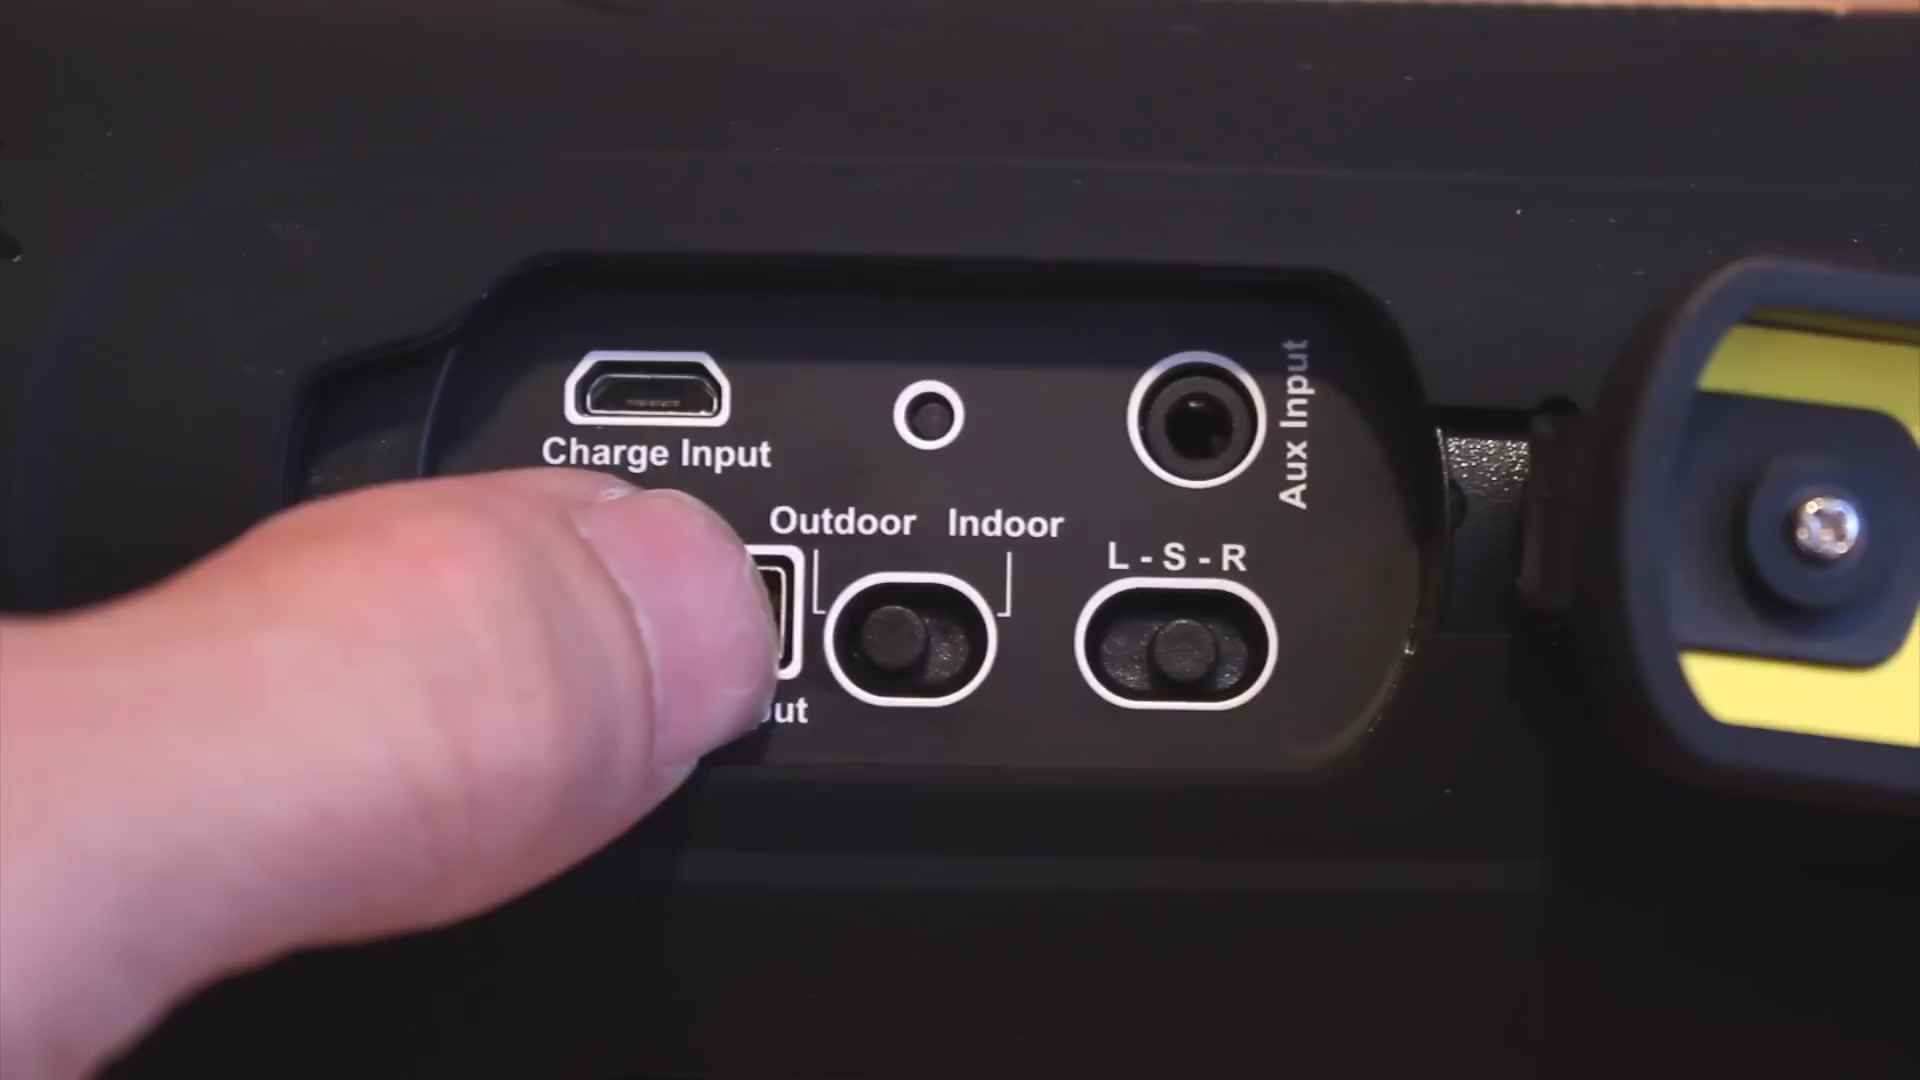 Charge Input
Aux Input
Outdoor Indoor
L - S - R